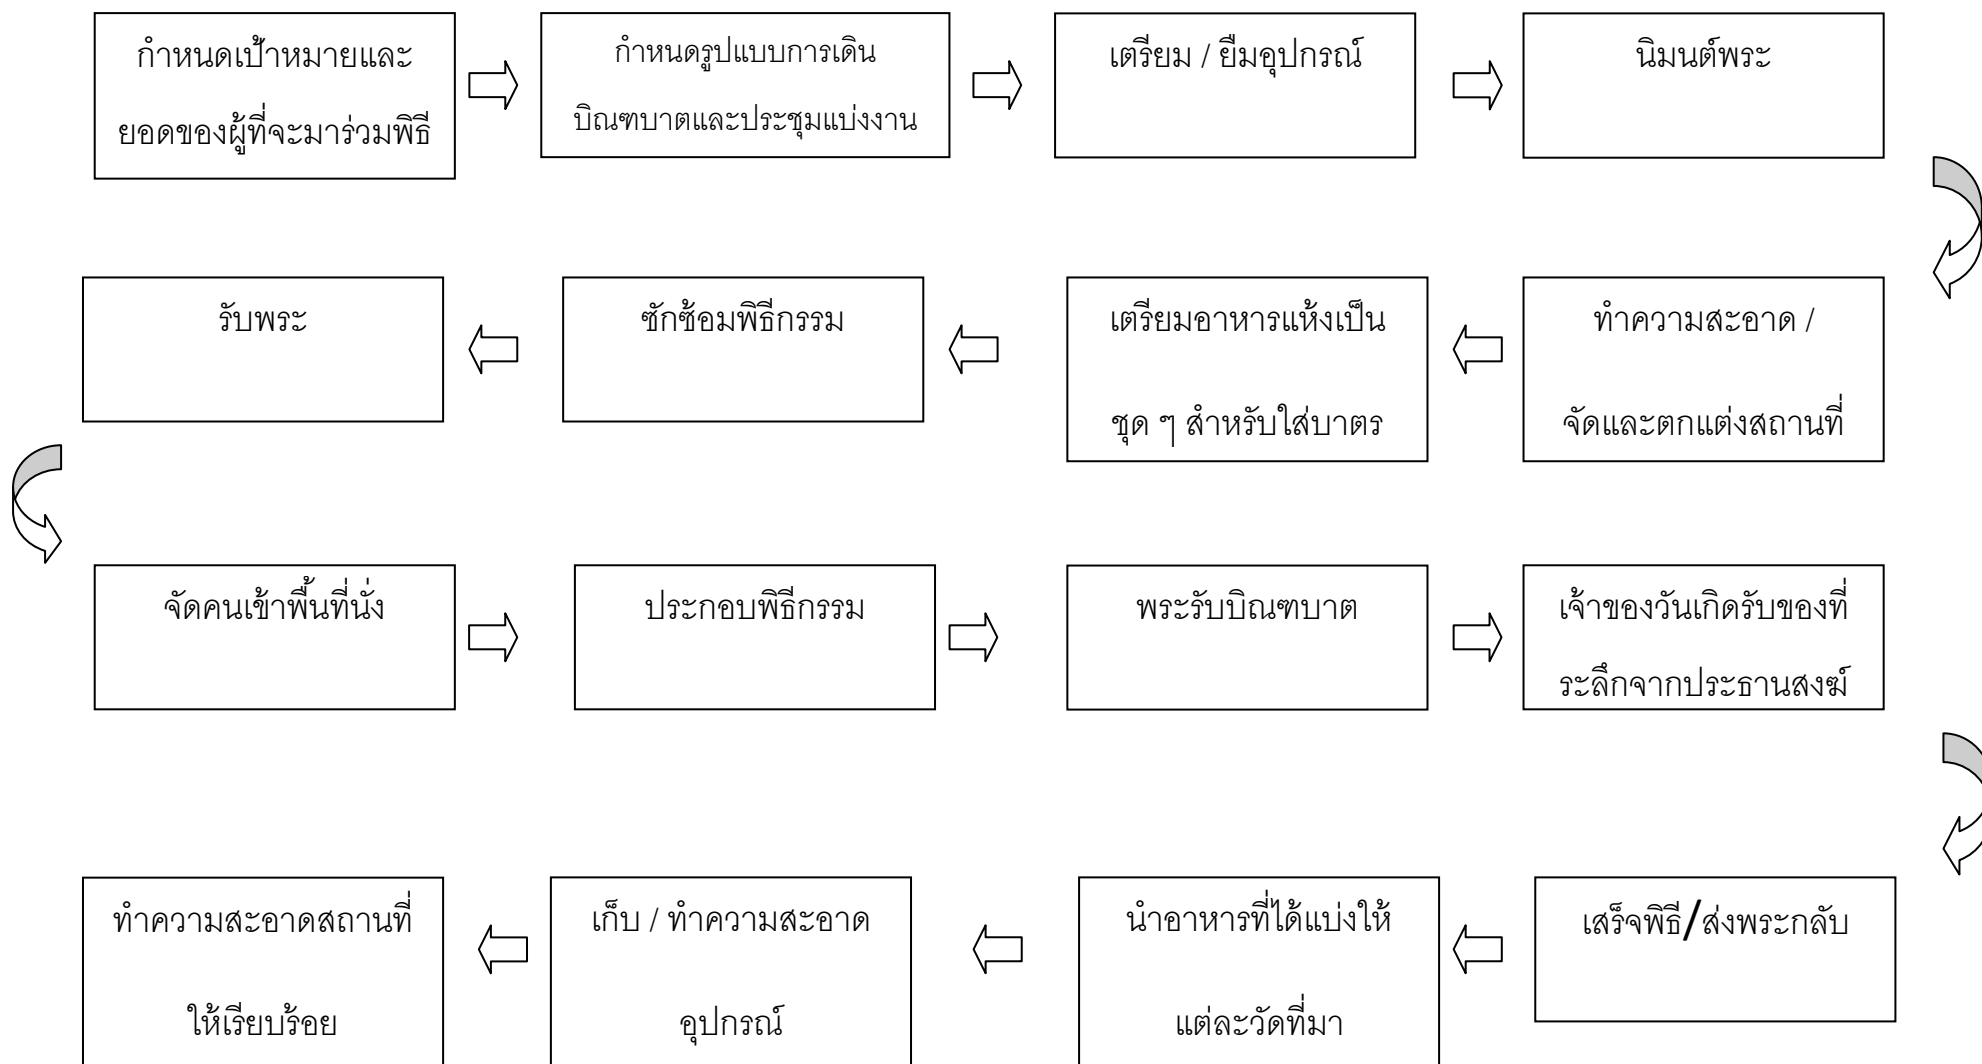 กำหนดเป้าหมายและ
ยอดของผู้ที่จะมาร่วมพิธี
กำหนดรูปแบบการเดิน
บิณฑบาตและประชุมแบ่งงาน
เตรียม / ยืมอุปกรณ์
นิมนต์พระ
ทำความสะอาด /
จัดและตกแต่งสถานที่
เตรียมอาหารแห้งเป็น
ชุด ๆ สำหรับใส่บาตร
ซักซ้อมพิธีกรรม
รับพระ
จัดคนเข้าพื้นที่นั่ง
ประกอบพิธีกรรม
พระรับบิณฑบาต
เจ้าของวันเกิดรับของที่
ระลึกจากประธานสงฆ์
เสร็จพิธี/ส่งพระกลับ
นำอาหารที่ได้แบ่งให้
แต่ละวัดที่มา
เก็บ / ทำความสะอาด
อุปกรณ์
ทำความสะอาดสถานที่
ให้เรียบร้อย